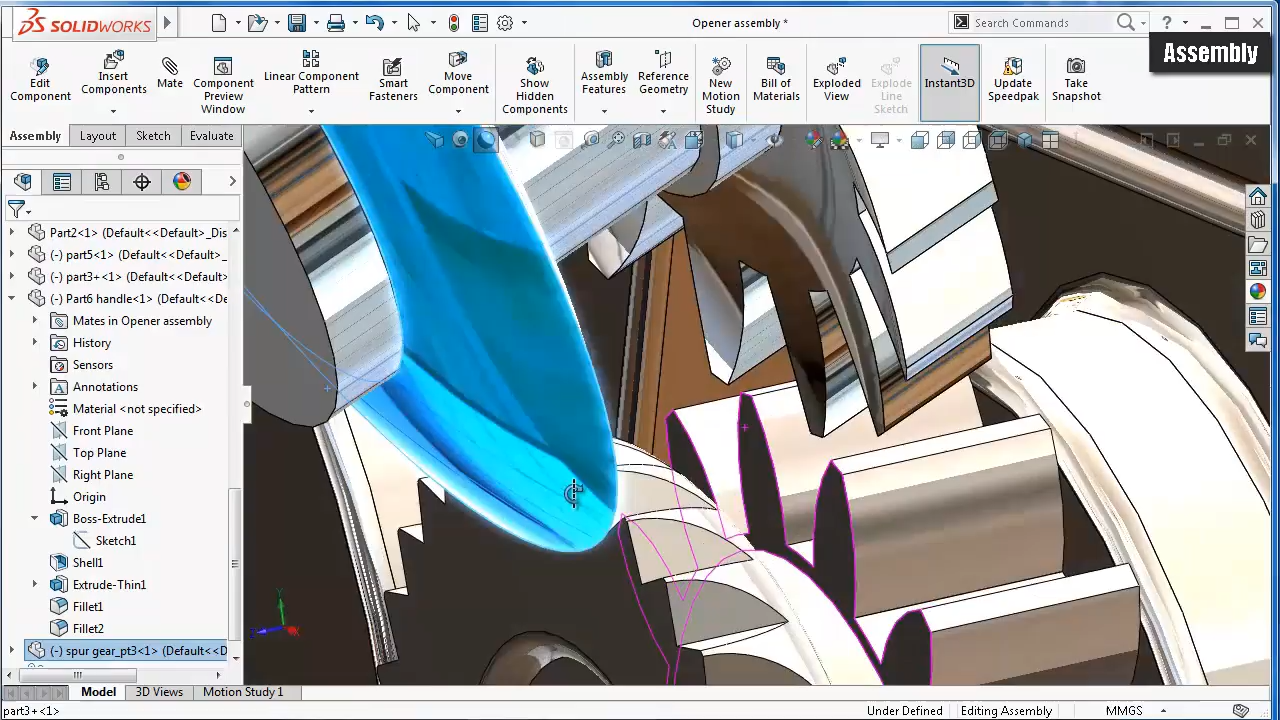 SOLIDWORKS
Opener assembly *
Search Commands
?
Assembly
Edit Component
Insert Components
Mate
Component Preview Window
Linear Component Pattern
Smart Fasteners
Move Component
Show Hidden Components
Assembly Features
Reference Geometry
New Motion Study
Bill of Materials
Exploded View
Explode Line Sketch
Instant3D
Update Speedpak
Take Snapshot
Assembly
Layout
Sketch
Evaluate
Part2<1> (Default<<Default>_Dis
(-) part5<1> (Default<<Default>_
(-) part3+<1> (Default<<Default>
(-) Part6 handle<1> (Default<<De
Mates in Opener assembly
History
Sensors
Annotations
Material <not specified>
Front Plane
Top Plane
Right Plane
Origin
Boss-Extrude1
Sketch1
Shell1
Extrude-Thin1
Fillet1
Fillet2
(-) spur gear_pt3<1> (Default<<D
Model
3D Views
Motion Study 1
part3+<1>
Under Defined
Editing Assembly
MMGS